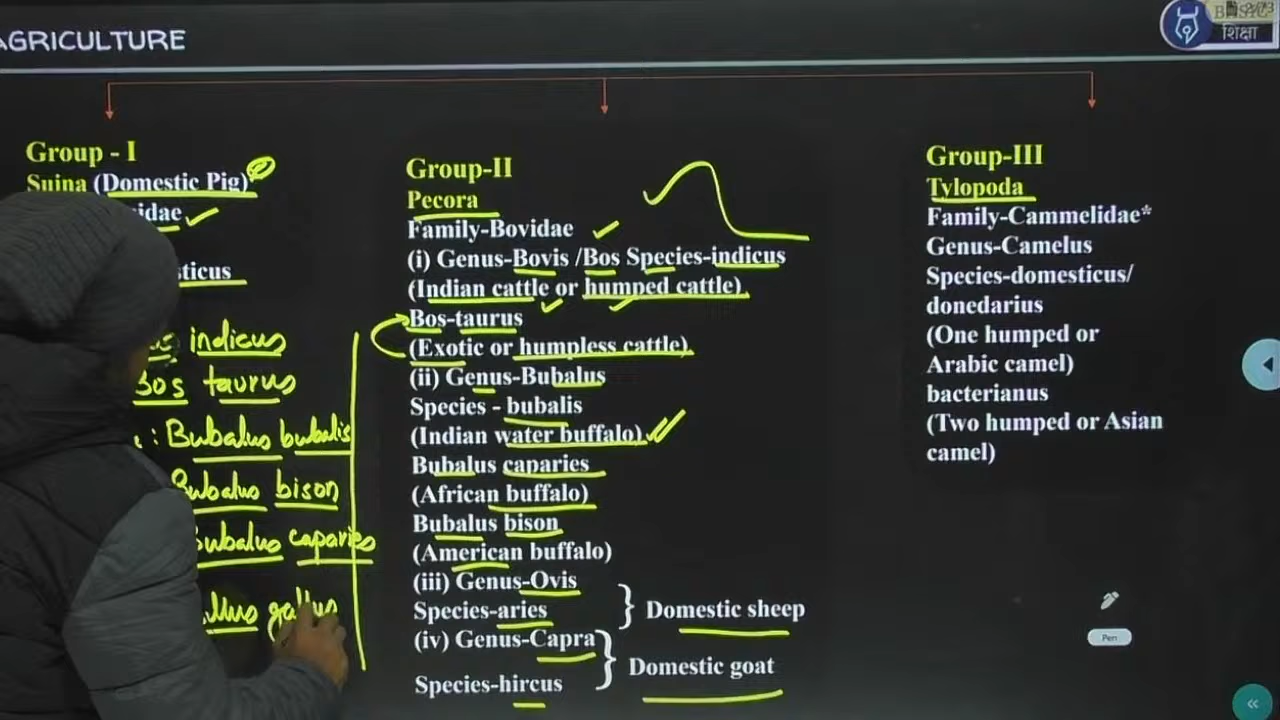 AGRICULTURE
शिक्षा
Group - I
Suina (Domestic Pig)
idae
sticus
indicus
Bos taurus
: Bubalus bubalis
Bubalus bison
Bubalus caparies
gallus
Group-II
Pecora
Family-Bovidae
(i) Genus-Bovis /Bos Species-indicus
(Indian cattle or humped cattle)
Bos-taurus
(Exotic or humpless cattle)
(ii) Genus-Bubalus
Species - bubalis
(Indian water buffalo)
Bubalus caparies
(African buffalo)
Bubalus bison
(American buffalo)
(iii) Genus-Ovis
Species-aries
Domestic sheep
(iv) Genus-Capra
Domestic goat
Species-hircus
Group-III
Tylopoda
Family-Cammelidae*
Genus-Camelus
Species-domesticus/
donedarius
(One humped or
Arabic camel)
bacterianus
(Two humped or Asian
camel)
Pen